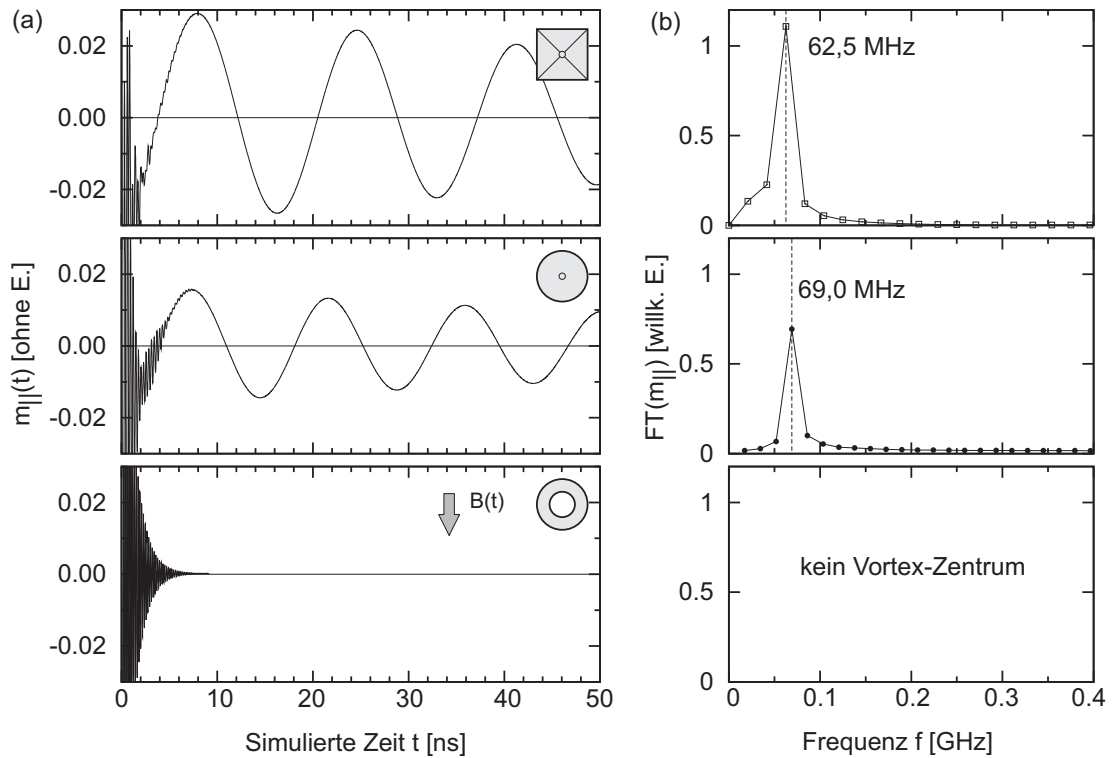 (a)
0.02
0.00
-0.02
0.02
0.00
-0.02
0.02
0.00
-0.02
m||(t) [ohne E.]
B(t)
0 10 20 30 40 50
Simulierte Zeit t [ns]
(b)
62,5 MHz
1
0.5
0
69,0 MHz
1
0.5
0
kein Vortex-Zentrum
1
0.5
0
FT(m||) [willk. E.]
0 0.1 0.2 0.3 0.4
Frequenz f [GHz]